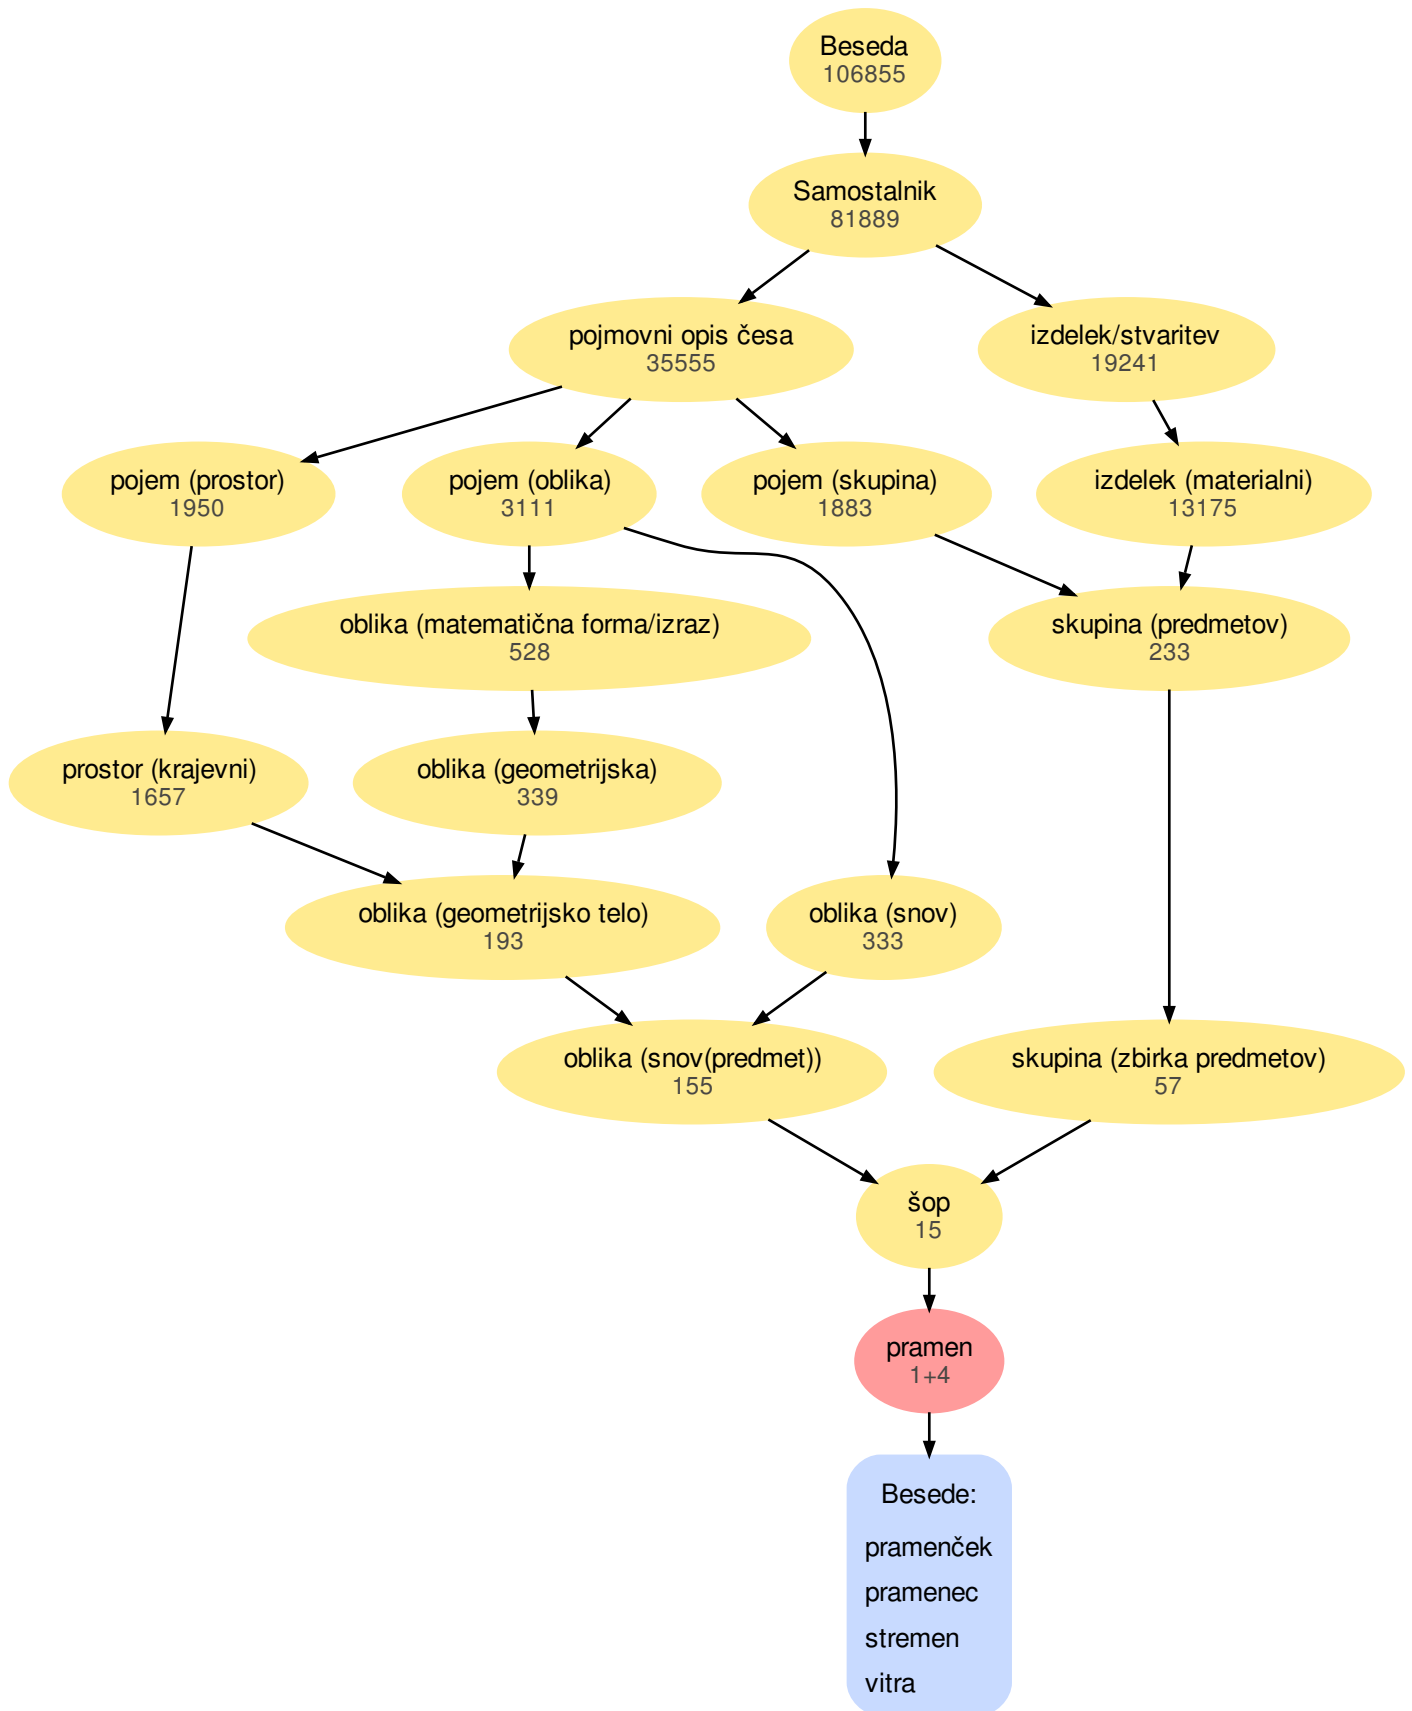 Beseda
106855
Samostalnik
81889
pojmovni opis česa
35555
izdelek/stvaritev
19241
pojem (prostor)
1950
pojem (oblika)
3111
pojem (skupina)
1883
izdelek (materialni)
13175
oblika (matematična forma/izraz)
528
skupina (predmetov)
233
prostor (krajevni)
1657
oblika (geometrijska)
339
oblika (geometrijsko telo)
193
oblika (snov)
333
oblika (snov(predmet))
155
skupina (zbirka predmetov)
57
šop
15
pramen
1+4
Besede:
pramenček
pramenec
stremen
vitra